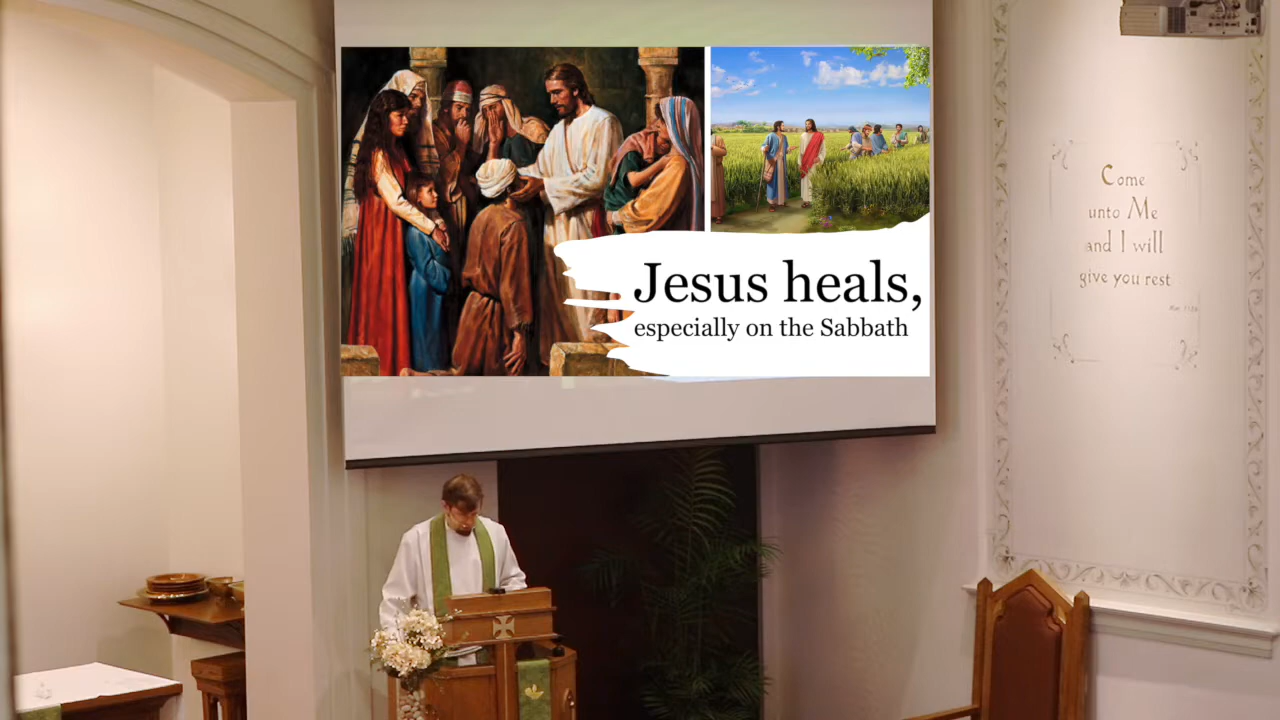 Jesus heals,
especially on the Sabbath
Come
unto Me
and I will
give you rest